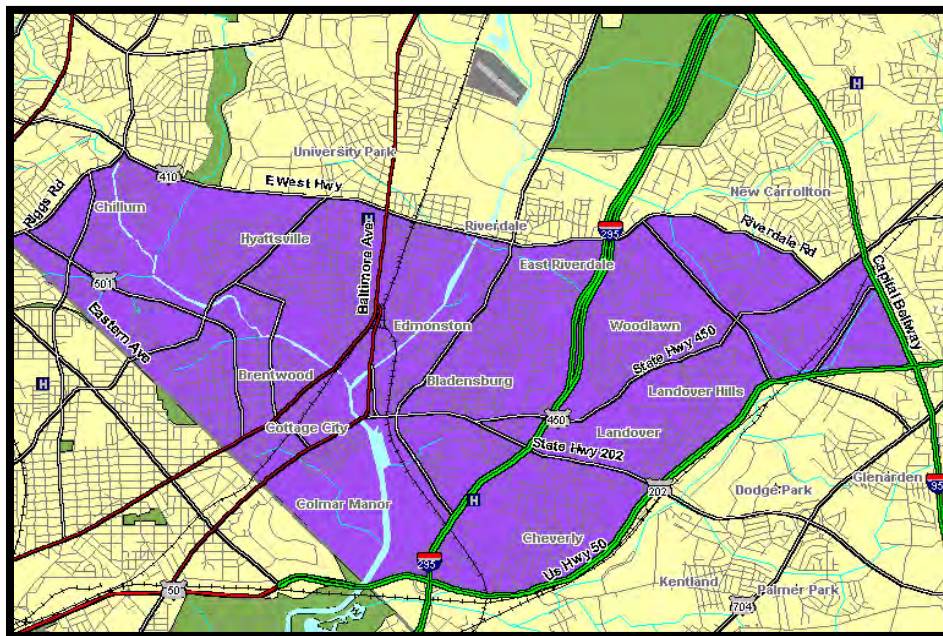 H
University Park
410
E West Hwy
New Carrollton
Riggs Rd
Chillum
H
Riverdale
Riverdale Rd
Hyattsville
295
East Riverdale
Capital Beltway
501
Baltimore Ave
Eastern Ave
Edmonston
Woodlawn
State Hwy 450
H
Brentwood
Bladensburg
Landover Hills
450
Cottage City
Landover
State Hwy 202
Glenarden
95
202
Dodge Park
Colmar Manor
H
Cheverly
Us Hwy 50
295
Kentland
50
Palmer Park
704